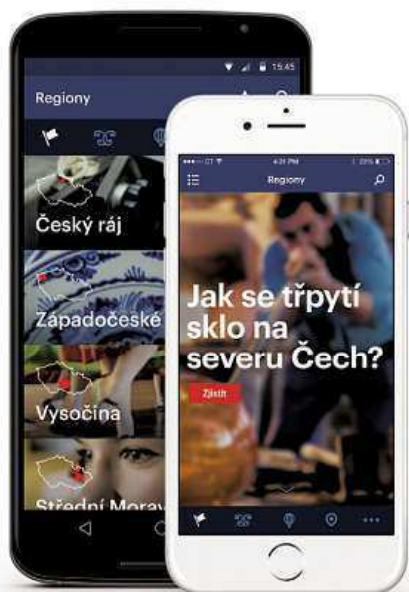 15:45
Regiony
Český ráj
Západočeské
Vysočina
Střední Morav
4:21 PM
Regiony
Jak se třpytí
sklo na
severu Čech?
Zjistit